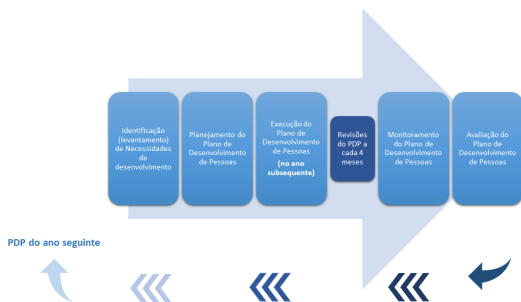 Identificação
(levantamento)
de Necessidades
de
desenvolvimento
Planejamento do
Plano de
Desenvolvimento
de Pessoas
Execução do
Plano de
Desenvolvimento
de Pessoas
(no ano
subsequente)
Revisões
do PDP a
cada 4
meses
Monitoramento
do Plano de
Desenvolvimento
de Pessoas
Avaliação do
Plano de
Desenvolvimento
de Pessoas
PDP do ano seguinte